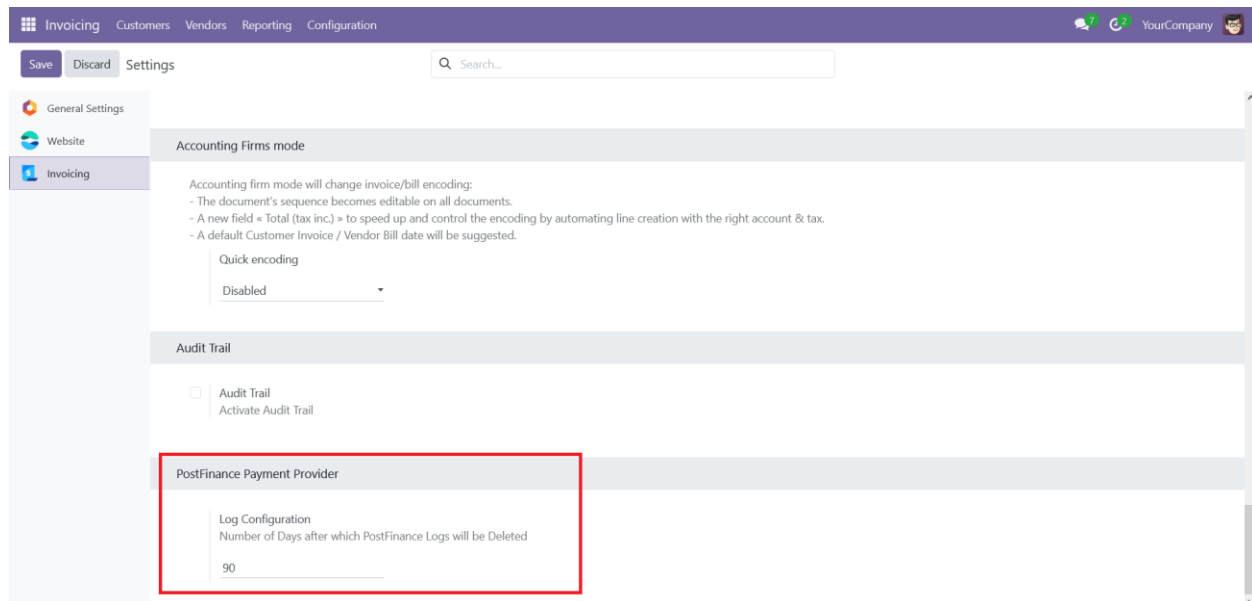 Invoicing Customers Vendors Reporting Configuration 7 2 YourCompany
Save Discard Settings Search...
General Settings
Website
Invoicing
Accounting Firms mode
Accounting firm mode will change invoice/bill encoding:
- The document's sequence becomes editable on all documents.
- A new field « Total (tax inc.) » to speed up and control the encoding by automating line creation with the right account & tax.
- A default Customer Invoice / Vendor Bill date will be suggested.
Quick encoding
Disabled
Audit Trail
Audit Trail
Activate Audit Trail
PostFinance Payment Provider
Log Configuration
Number of Days after which PostFinance Logs will be Deleted
90